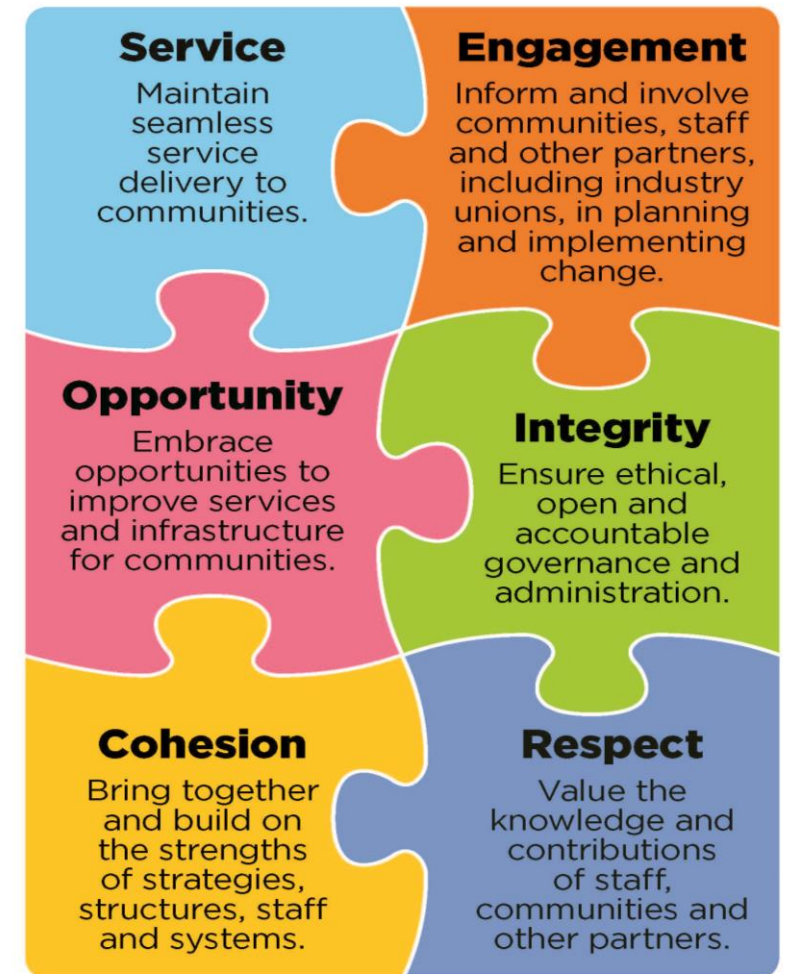 Service
Maintain
seamless
service
delivery to
communities.
Engagement
Inform and involve
communities, staff
and other partners,
including industry
unions, in planning
and implementing
change.
Opportunity
Embrace
opportunities to
improve services
and infrastructure
for communities.
Integrity
Ensure ethical,
open and
accountable
governance and
administration.
Cohesion
Bring together
and build on
the strengths
of strategies,
structures, staff
and systems.
Respect
Value the
knowledge and
contributions
of staff,
communities and
other partners.